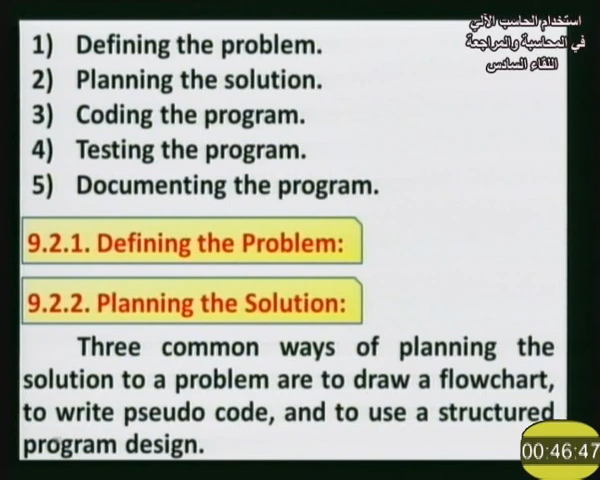 استخدام الحاسب الآلي
في المحاسبة والمراجعة
اللقاء السادس
1) Defining the problem.
2) Planning the solution.
3) Coding the program.
4) Testing the program.
5) Documenting the program.
9.2.1. Defining the Problem:
9.2.2. Planning the Solution:
Three common ways of planning the
solution to a problem are to draw a flowchart,
to write pseudo code, and to use a structured
program design.
00:46:47